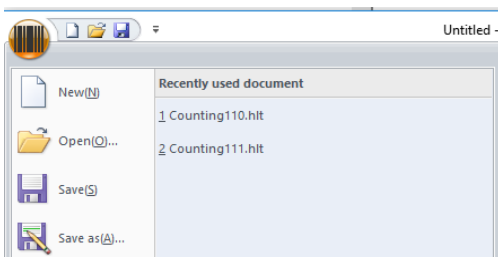 Untitled -
New(N)
Open(O)...
Save(S)
Save as(A)...
Recently used document
1 Counting110.hlt
2 Counting111.hlt